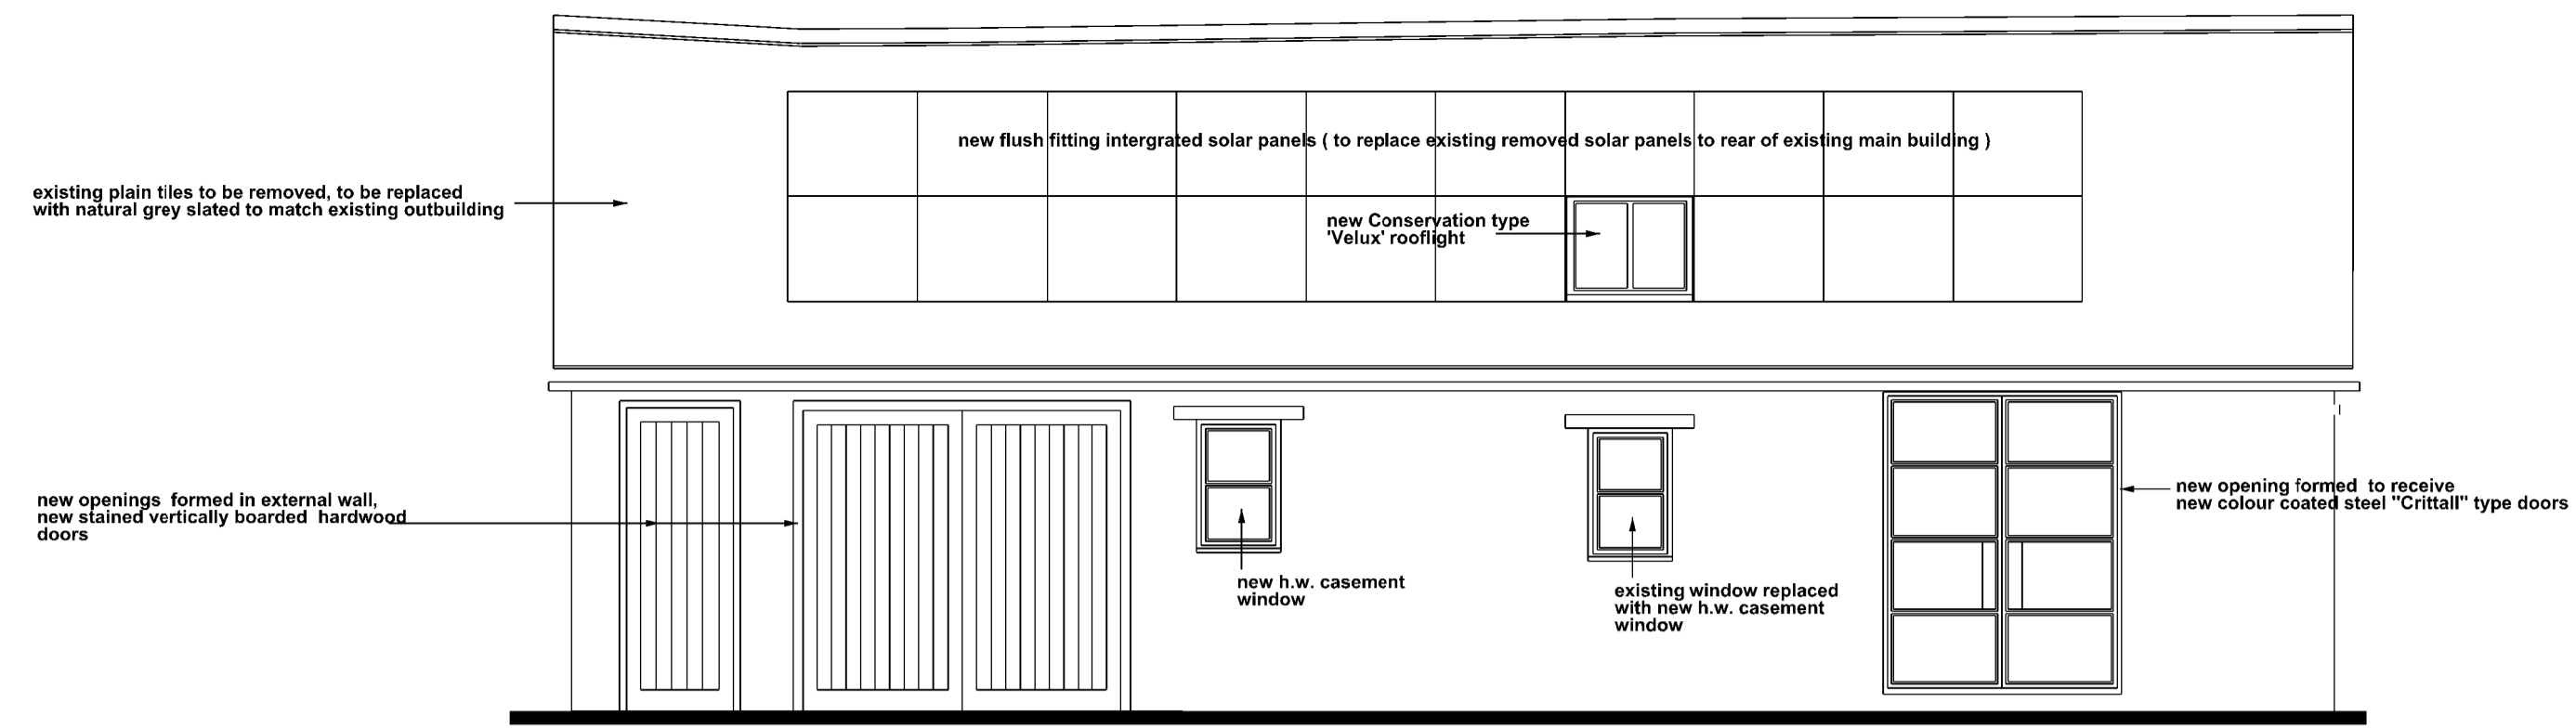 new flush fitting intergrated solar panels ( to replace existing removed solar panels to rear of existing main building )
existing plain tiles to be removed, to be replaced
with natural grey slated to match existing outbuilding
new Conservation type
'Velux' rooflight
new openings formed in external wall,
new stained vertically boarded hardwood
doors
new h.w. casement
window
existing window replaced
with new h.w. casement
window
new opening formed to receive
new colour coated steel "Crittall" type doors